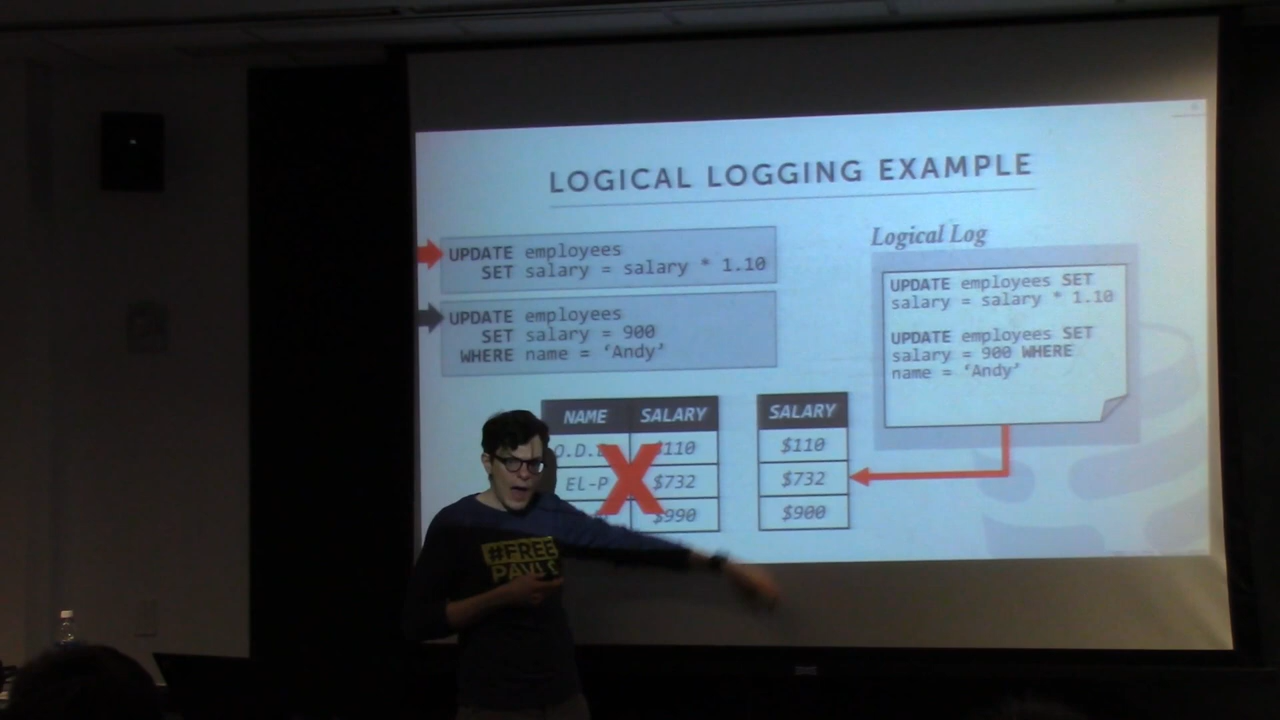 LOGICAL LOGGING EXAMPLE
UPDATE employees
SET salary = salary * 1.10
UPDATE employees
SET salary = 900
WHERE name = ‘Andy’
Logical Log
UPDATE employees SET
salary = salary * 1.10
UPDATE employees SET
salary = 900 WHERE
name = ‘Andy’
NAME SALARY
O.D. $110
EL-P $732
$990
SALARY
$110
$732
$900
#FREE